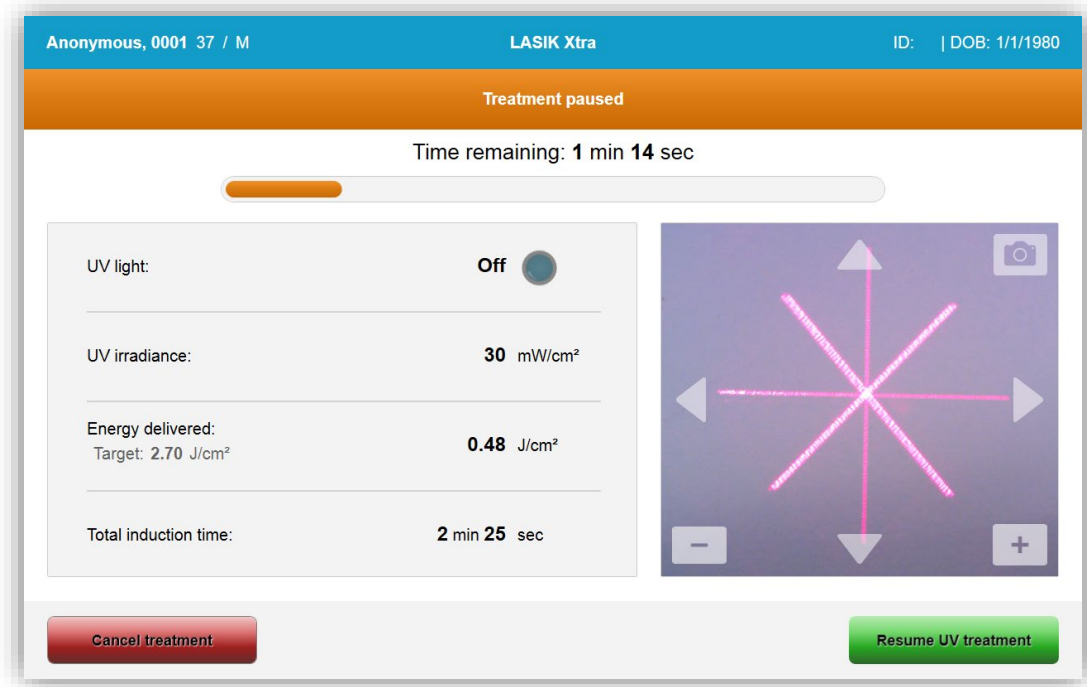 Anonymous, 0001 37 / M LASIK Xtra ID: | DOB: 1/1/1980
Treatment paused
Time remaining: 1 min 14 sec
UV light: Off
UV irradiance: 30 mW/cm²
Energy delivered:
Target: 2.70 J/cm² 0.48 J/cm²
Total induction time: 2 min 25 sec
Cancel treatment Resume UV treatment